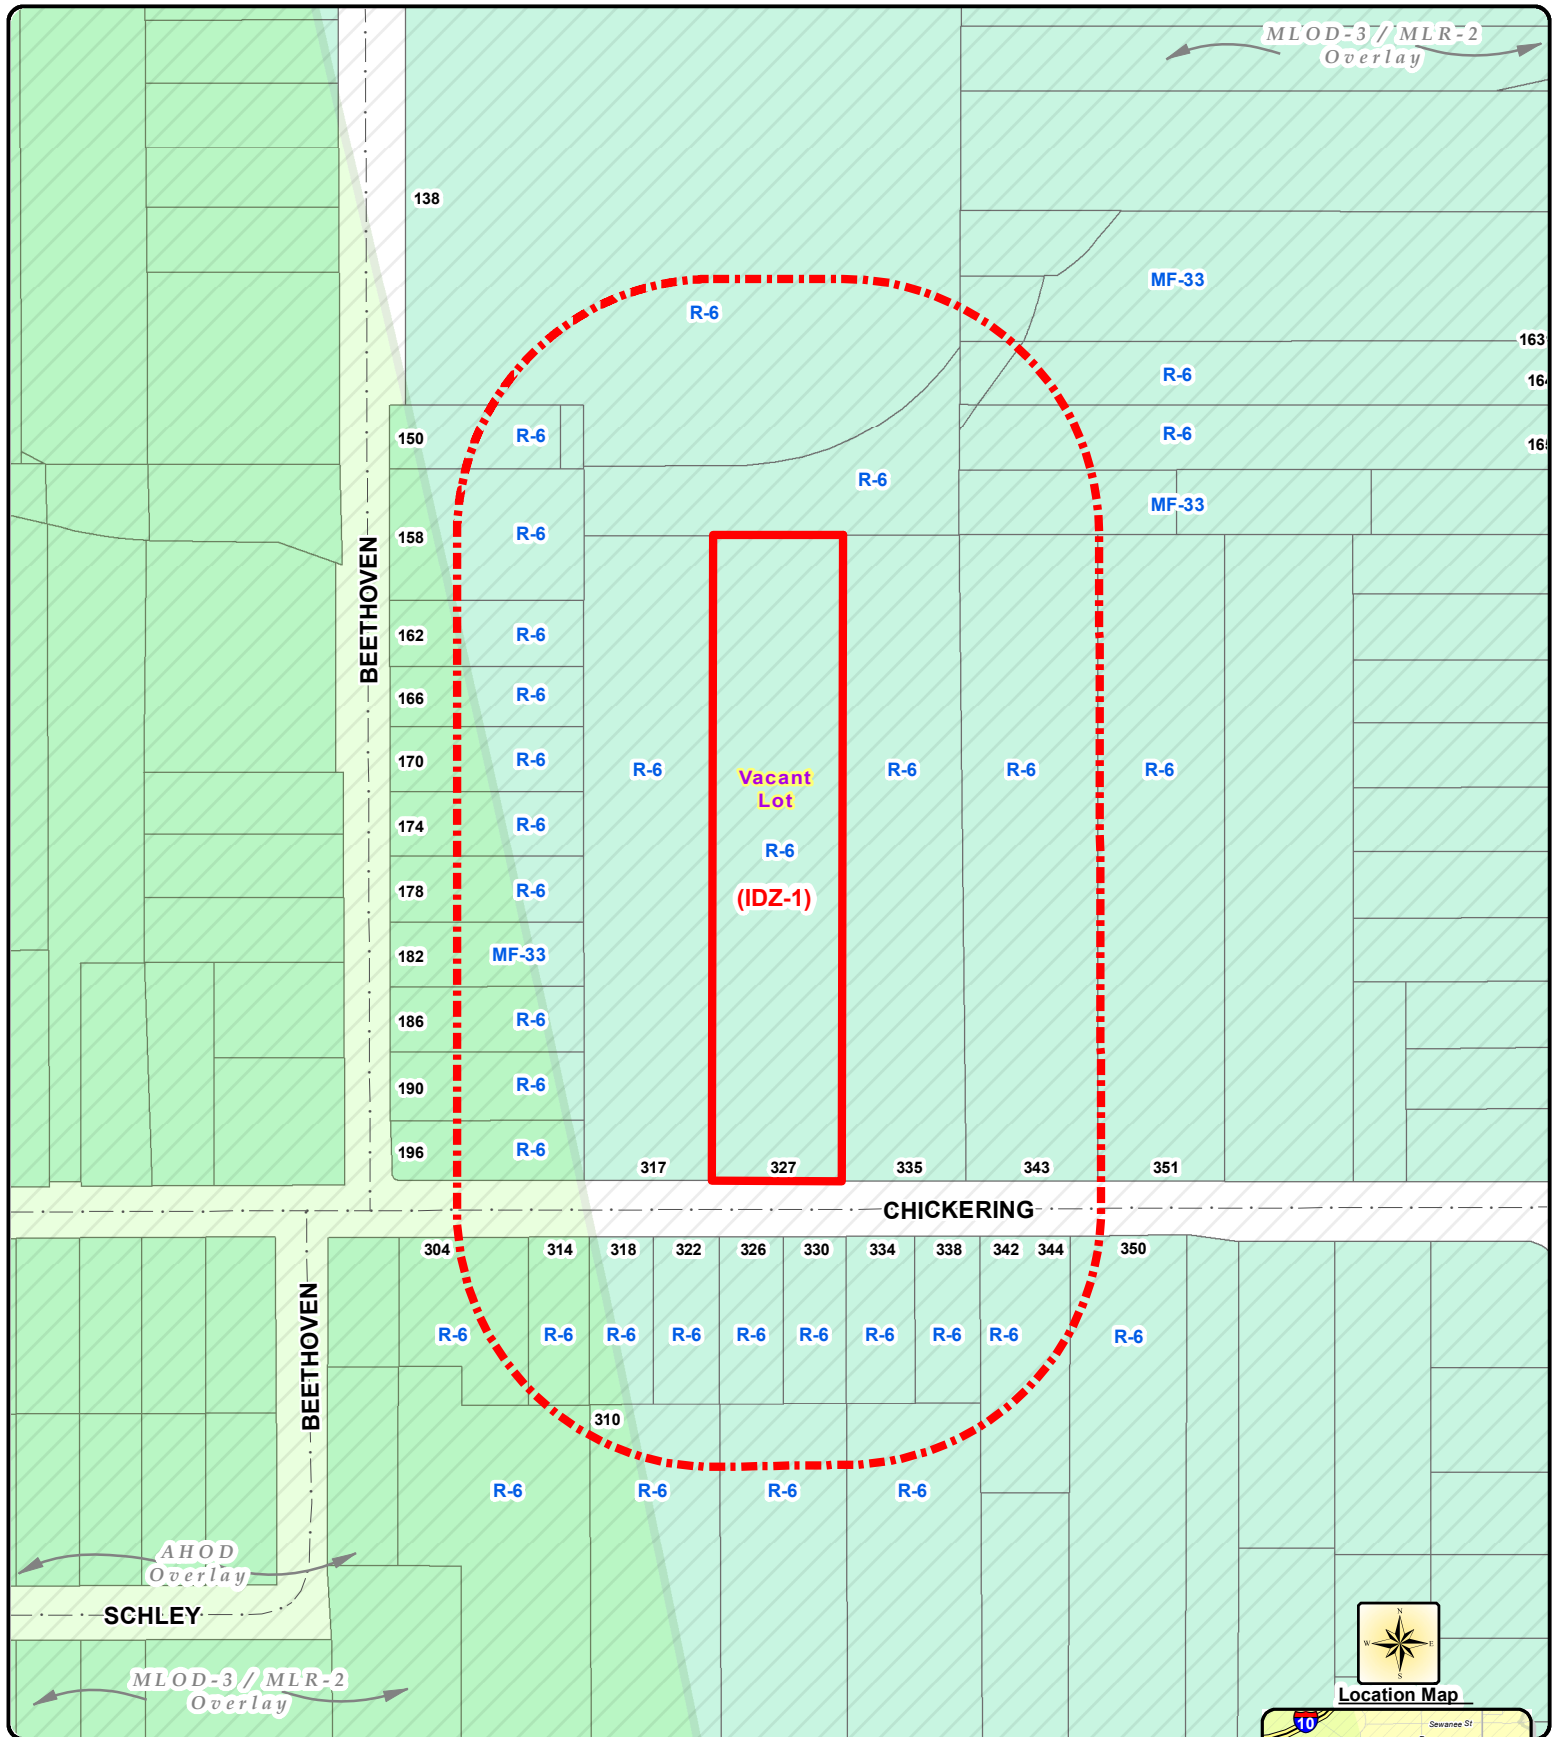 MLOD-3 / MLR-2
Overlay
138
MF-33
R-6
R-6
150
R-6
R-6
R-6
MF-33
158
R-6
BEETHOVEN
162
R-6
166
R-6
170
R-6
R-6
Vacant
Lot
R-6
(IDZ-1)
R-6
R-6
R-6
174
R-6
178
R-6
182
MF-33
186
R-6
190
R-6
196
R-6
317
327
335
343
351
CHICKERING
304
314
318
322
326
330
334
338
342
344
350
BEETHOVEN
R-6
R-6
R-6
R-6
R-6
R-6
R-6
R-6
R-6
R-6
310
R-6
R-6
R-6
R-6
AHOD
Overlay
SCHLEY
MLOD-3 / MLR-2
Overlay
N
W
E
S
Location Map
10
Sewanee St